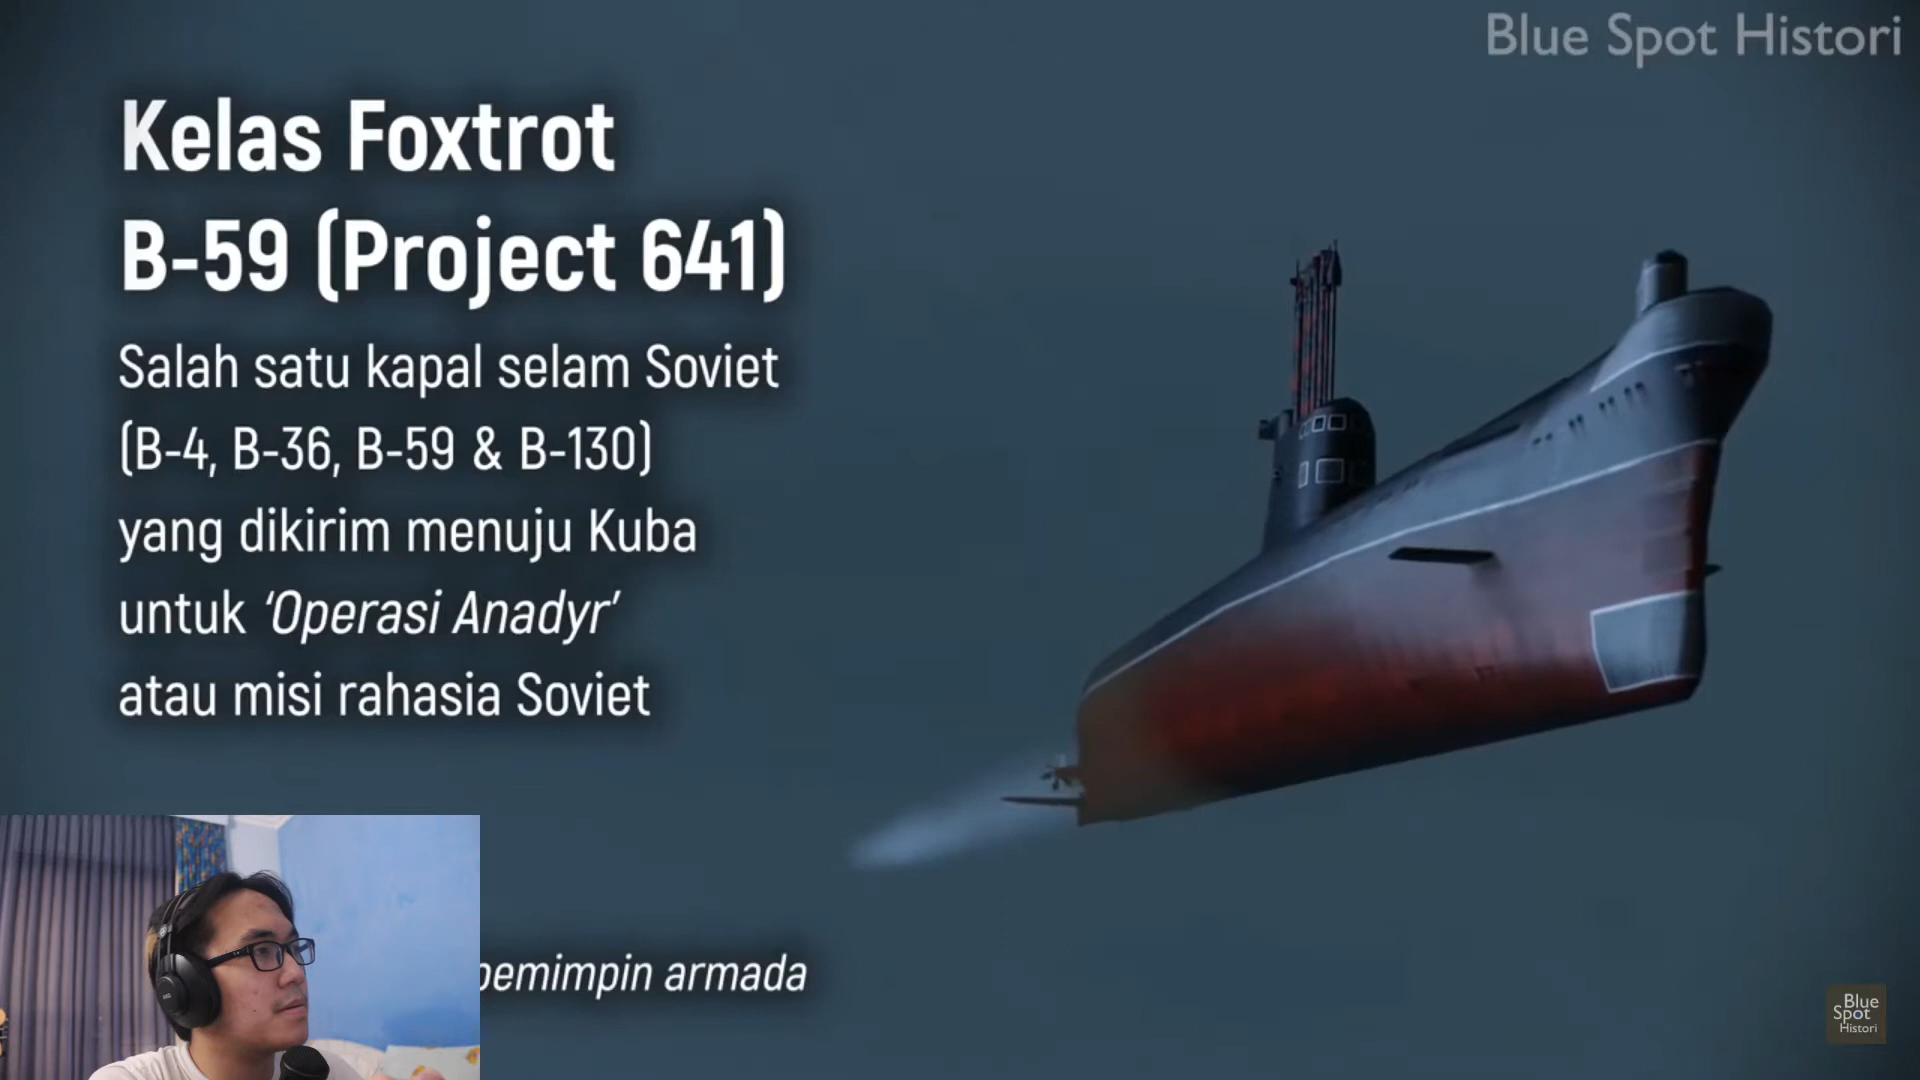 Blue Spot Histori
Kelas Foxtrot
B-59 (Project 641)
Salah satu kapal selam Soviet
(B-4, B-36, B-59 & B-130)
yang dikirim menuju Kuba
untuk ‘Operasi Anadyr’
atau misi rahasia Soviet
pemimpin armada
Blue
Spot
Histori